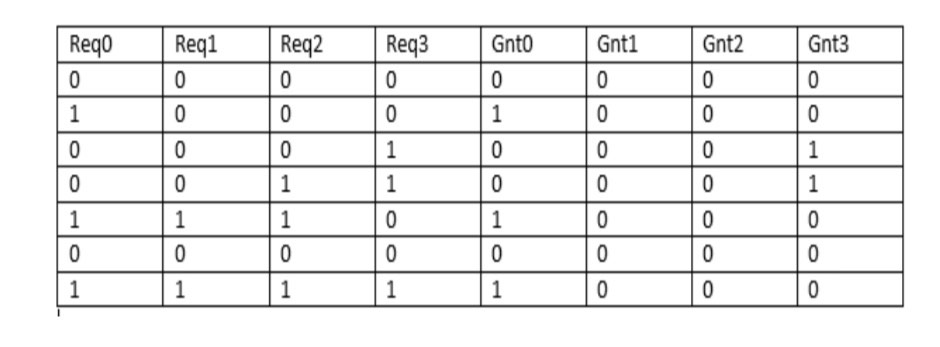 Req0 Req1 Req2 Req3 Gnt0 Gnt1 Gnt2 Gnt3
0 0 0 0 0 0 0 0
1 0 0 0 1 0 0 0
0 0 0 1 0 0 0 1
0 0 1 1 0 0 0 1
1 1 1 0 1 0 0 0
0 0 0 0 0 0 0 0
1 1 1 1 1 0 0 0